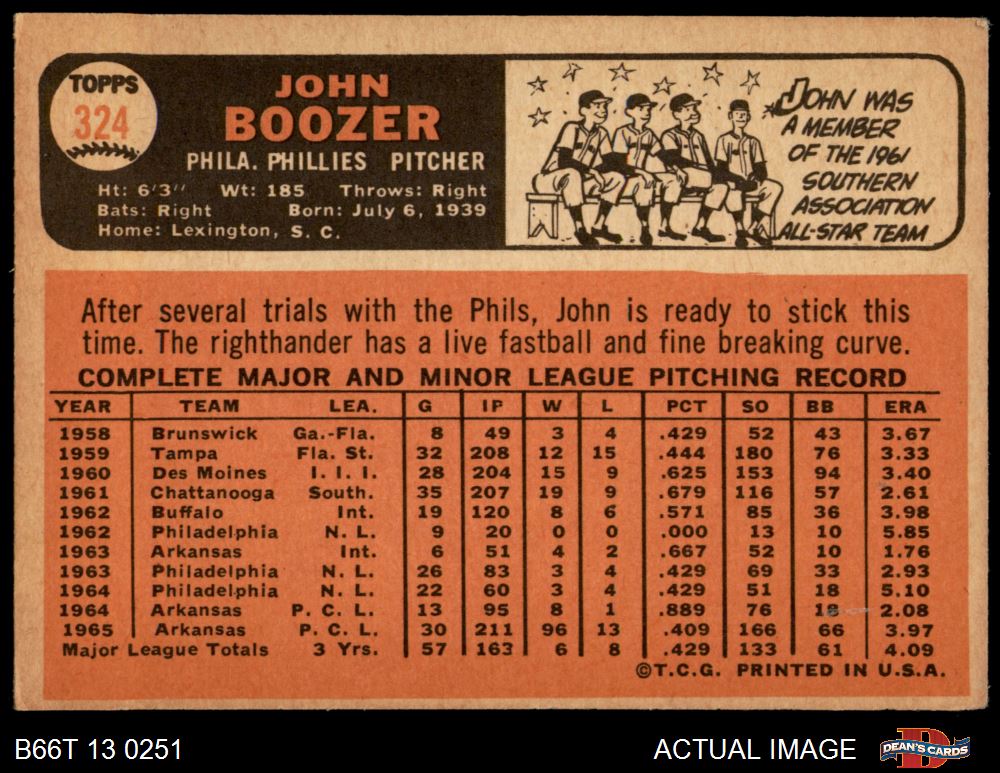 TOPPS
324
JOHN
BOOZER
PHILA. PHILLIES PITCHER
Ht: 6'3" Wt: 185 Throws: Right
Bats: Right Born: July 6, 1939
Home: Lexington, S. C.
JOHN WAS
A MEMBER
OF THE 1961
SOUTHERN
ASSOCIATION
ALL-STAR TEAM
After several trials with the Phils, John is ready to stick this
time. The righthander has a live fastball and fine breaking curve.
COMPLETE MAJOR AND MINOR LEAGUE PITCHING RECORD
YEAR TEAM LEA. G IP W L PCT SO BB ERA
1958 Brunswick Ga.-Fla. 8 49 3 4 .429 52 43 3.67
1959 Tampa Fla. St. 32 208 12 15 .444 180 76 3.33
1960 Des Moines I. I. I. 28 204 15 9 .625 153 94 3.40
1961 Chattanooga South. 35 207 19 9 .679 116 57 2.61
1962 Buffalo Int. 19 120 8 6 .571 85 36 3.98
1962 Philadelphia N. L. 9 20 0 0 .000 13 10 5.85
1963 Arkansas Int. 6 51 4 2 .667 52 10 1.76
1963 Philadelphia N. L. 26 83 3 4 .429 69 33 2.93
1964 Philadelphia N. L. 22 60 3 4 .429 51 18 5.10
1964 Arkansas P. C. L. 13 95 8 1 .889 76 18 2.08
1965 Arkansas P. C. L. 30 211 96 13 .409 166 66 3.97
Major League Totals 3 Yrs. 57 163 6 8 .429 133 61 4.09
©T.C.G. PRINTED IN U.S.A.
B66T 13 0251
ACTUAL IMAGE
DEAN'S CARDS